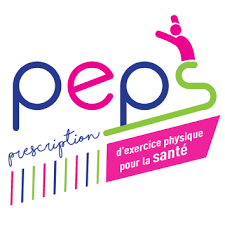 peps
prescription
d'exercice physique
pour la santé